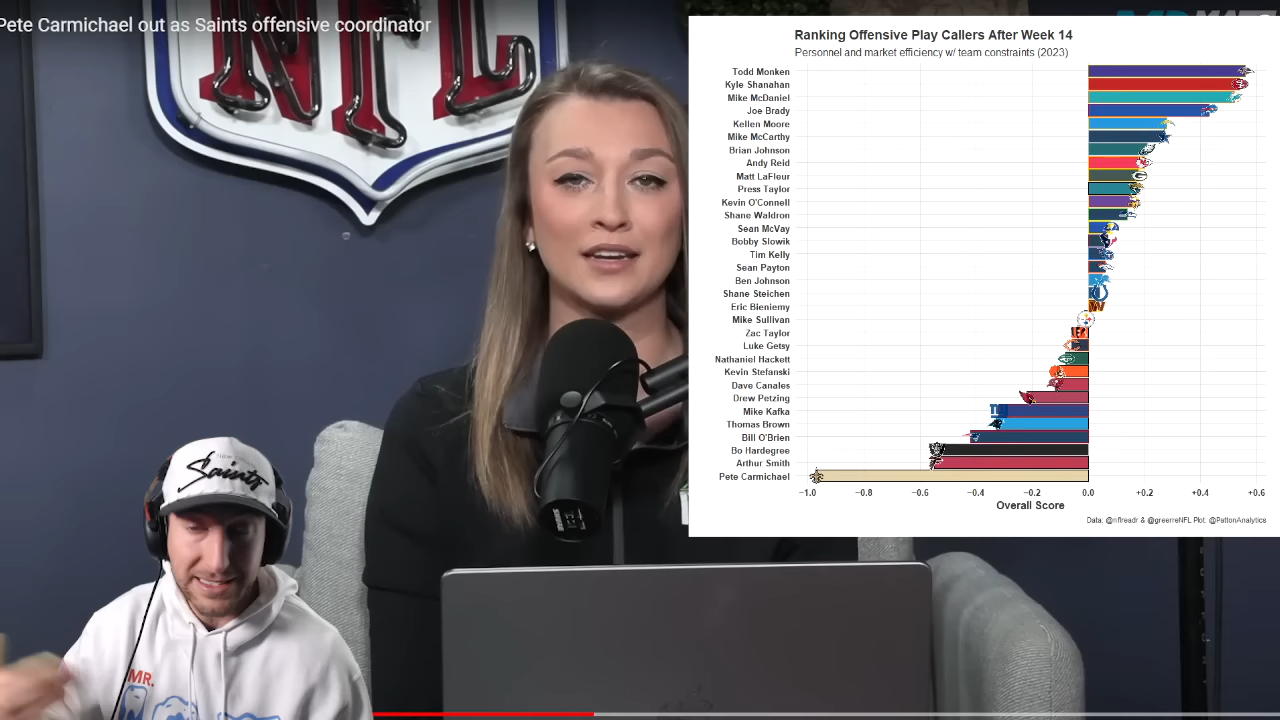 Pete Carmichael out as Saints offensive coordinator
NFL
Ranking Offensive Play Callers After Week 14
Personnel and market efficiency w/ team constraints (2023)
Todd Monken
Kyle Shanahan
Mike McDaniel
Joe Brady
Kellen Moore
Mike McCarthy
Brian Johnson
Andy Reid
Matt LaFleur
Press Taylor
Kevin O'Connell
Shane Waldron
Sean McVay
Bobby Slowik
Tim Kelly
Sean Payton
Ben Johnson
Shane Steichen
Eric Bieniemy
Mike Sullivan
Zac Taylor
Luke Getsy
Nathaniel Hackett
Kevin Stefanski
Dave Canales
Drew Petzing
Mike Kafka
Thomas Brown
Bill O'Brien
Bo Hardegree
Arthur Smith
Pete Carmichael
−1.0 −0.8 −0.6 −0.4 −0.2 0.0 +0.2 +0.4 +0.6
Overall Score
Data: @nflreadr & @greerreNFL Plot: @PattonAnalytics
Saints
MR.